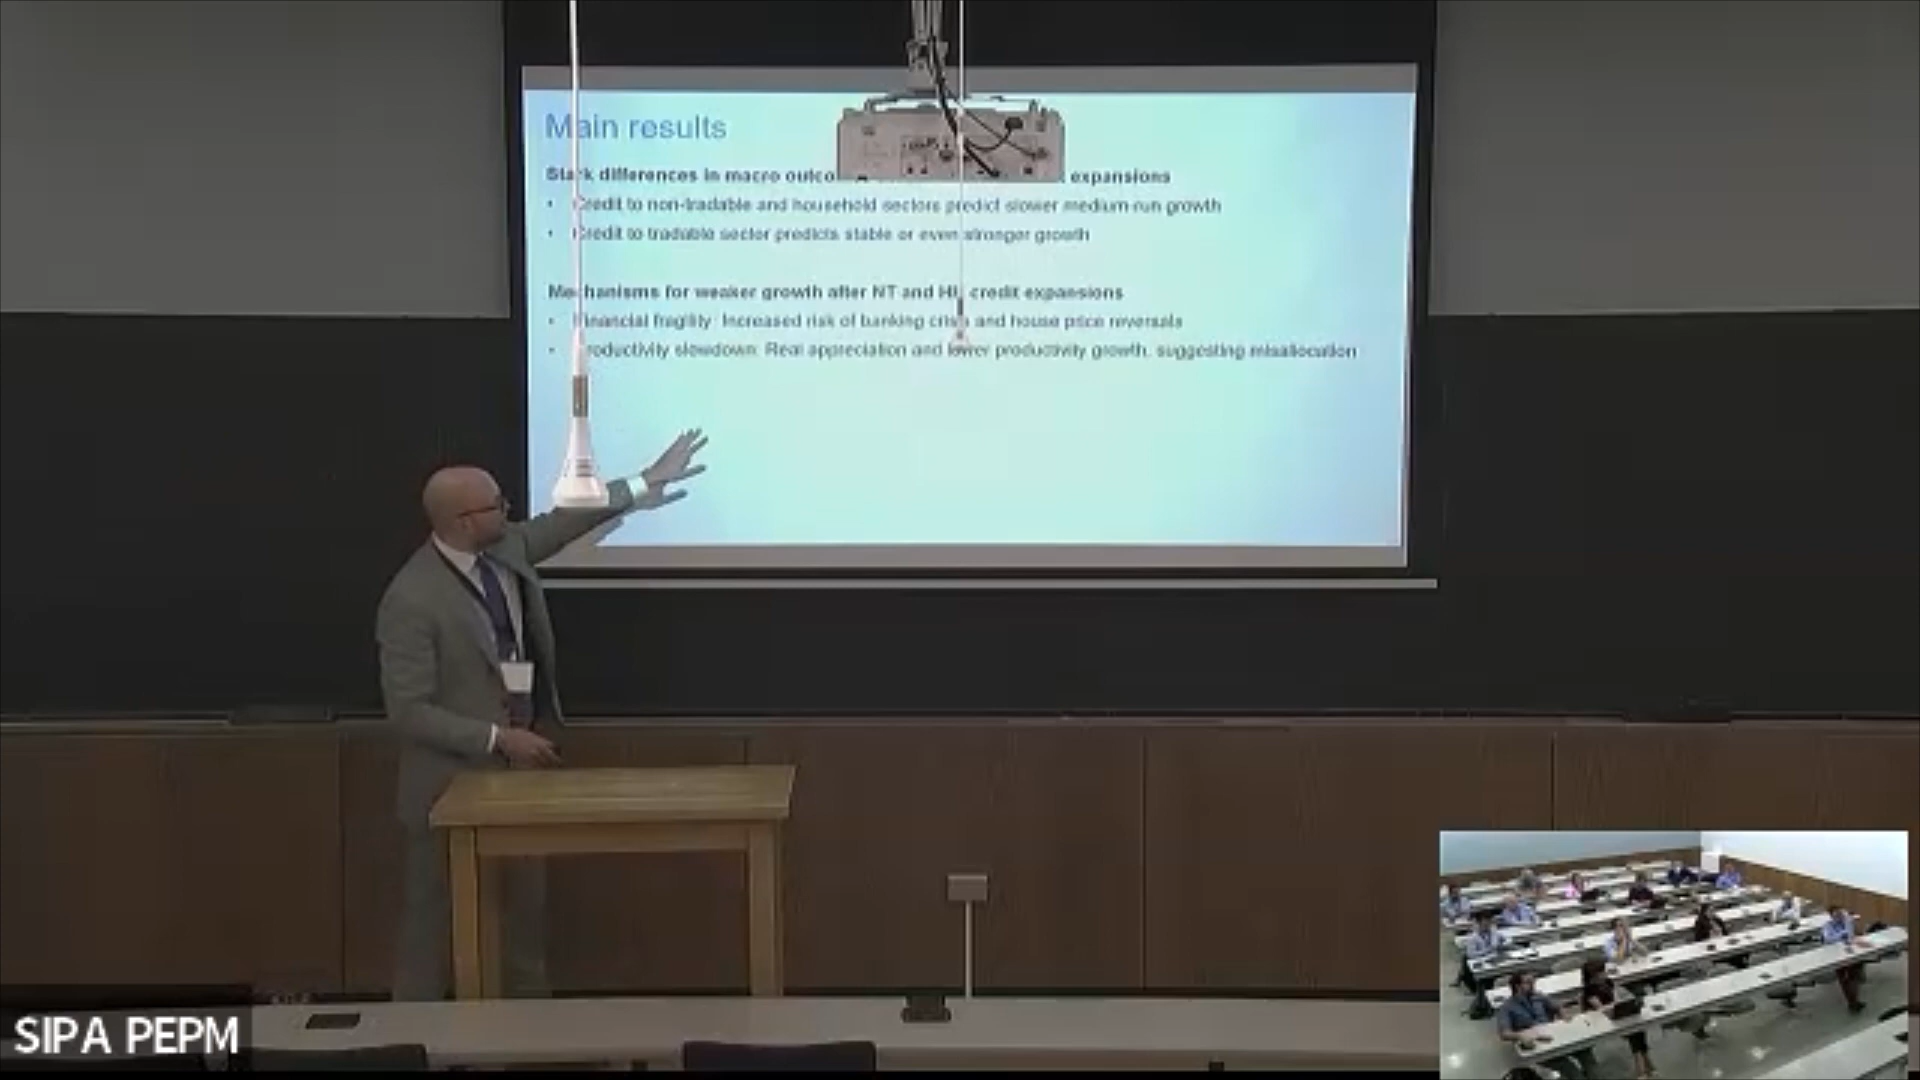 Main results
Stark differences in macro outco expansions
• Credit to non-tradable and household sectors predict slower medium-run growth
• Credit to tradable sector predicts stable or even stronger growth
Mechanisms for weaker growth after NT and HH credit expansions
• Financial fragility: Increased risk of banking crisis and house price reversals
• Productivity slowdown: Real appreciation and lower productivity growth, suggesting misallocation
SIPA PEPM